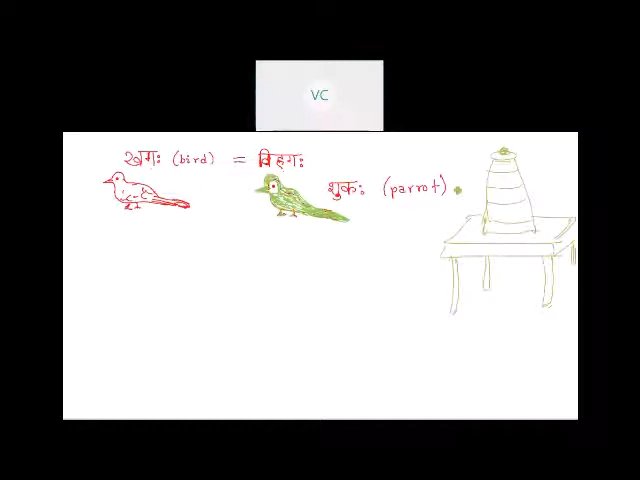 VC
खगः (bird) = विहगः
शुकः (parrot)